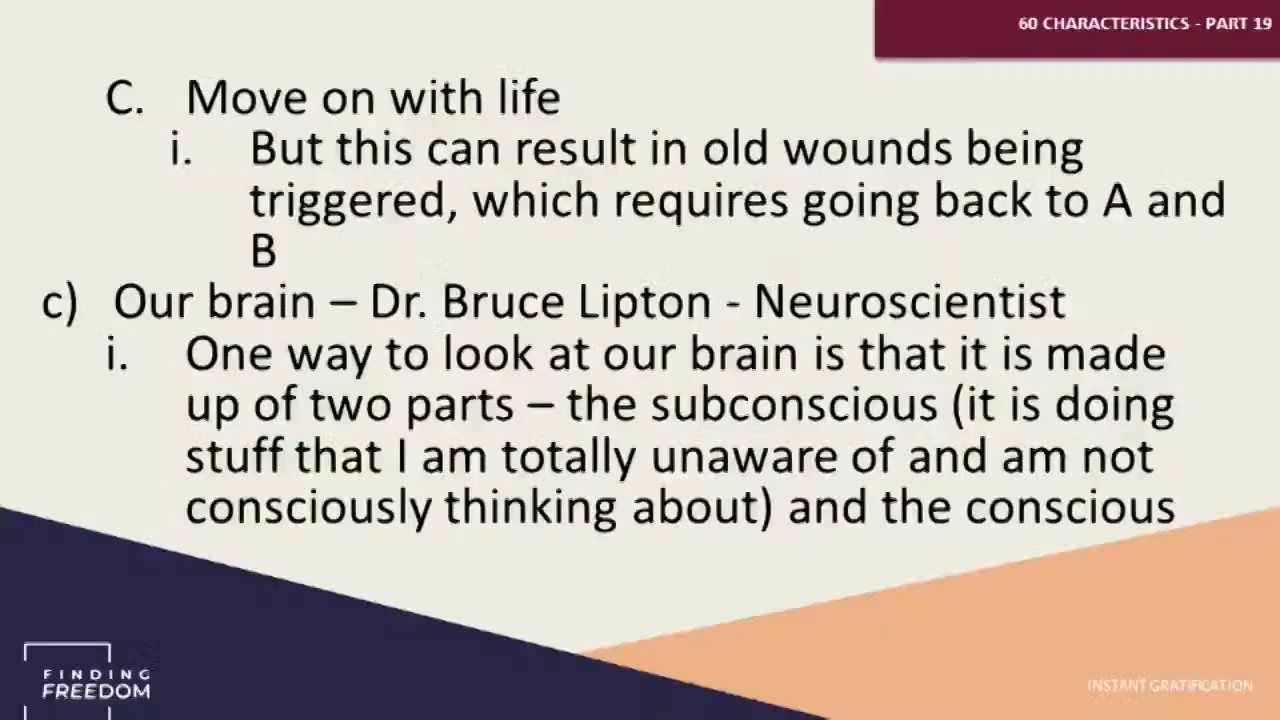 60 CHARACTERISTICS - PART 19
C. Move on with life
i. But this can result in old wounds being
triggered, which requires going back to A and
B
c) Our brain – Dr. Bruce Lipton - Neuroscientist
i. One way to look at our brain is that it is made
up of two parts – the subconscious (it is doing
stuff that I am totally unaware of and am not
consciously thinking about) and the conscious
FINDING
FREEDOM
INSTANT GRATIFICATION